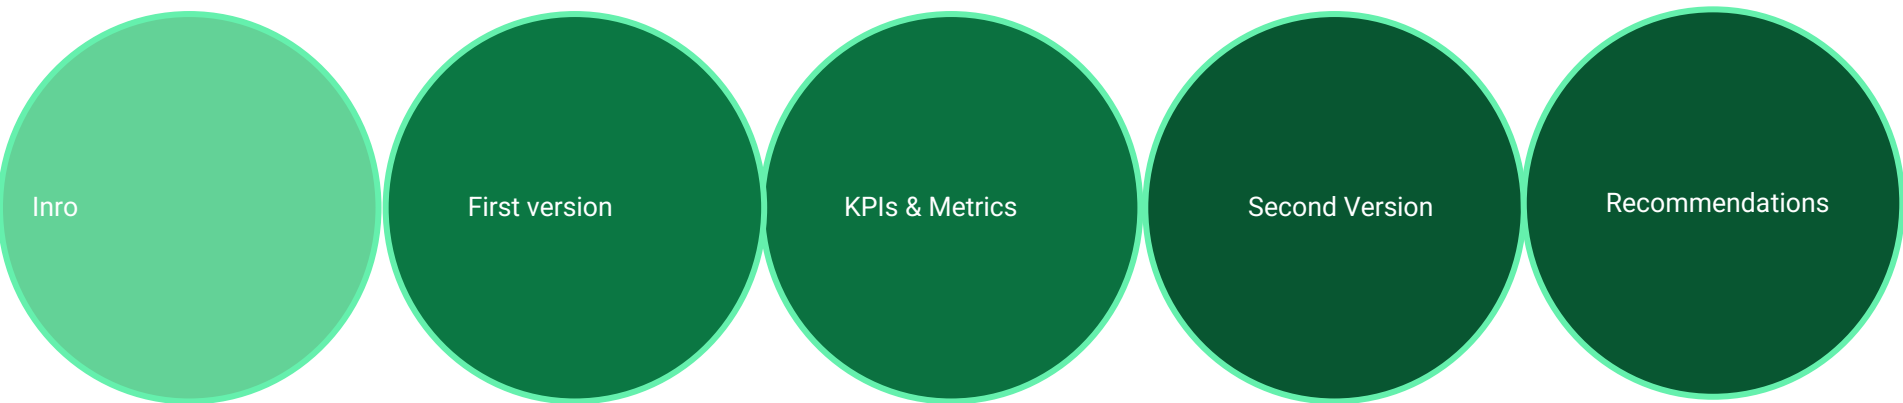 Inro
First version
KPIs & Metrics
Second Version
Recommendations